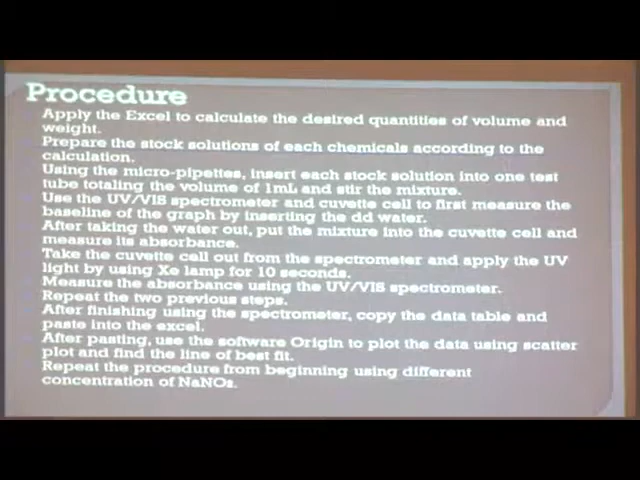 Procedure
Apply the Excel to calculate the desired quantities of volume and
weight.
Prepare the stock solutions of each chemicals according to the
calculation.
Using the micro-pipettes, insert each stock solution into one test
tube totaling the volume of 1mL and stir the mixture.
Use the UV/VIS spectrometer and cuvette cell to first measure the
baseline of the graph by inserting the dd water.
After taking the water out, put the mixture into the cuvette cell and
measure its absorbance.
Take the cuvette cell out from the spectrometer and apply the UV
light by using Xe lamp for 10 seconds.
Measure the absorbance using the UV/VIS spectrometer.
Repeat the two previous steps.
After finishing using the spectrometer, copy the data table and
paste into the excel.
After pasting, use the software Origin to plot the data using scatter
plot and find the line of best fit.
Repeat the procedure from beginning using different
concentration of NaNO₃.